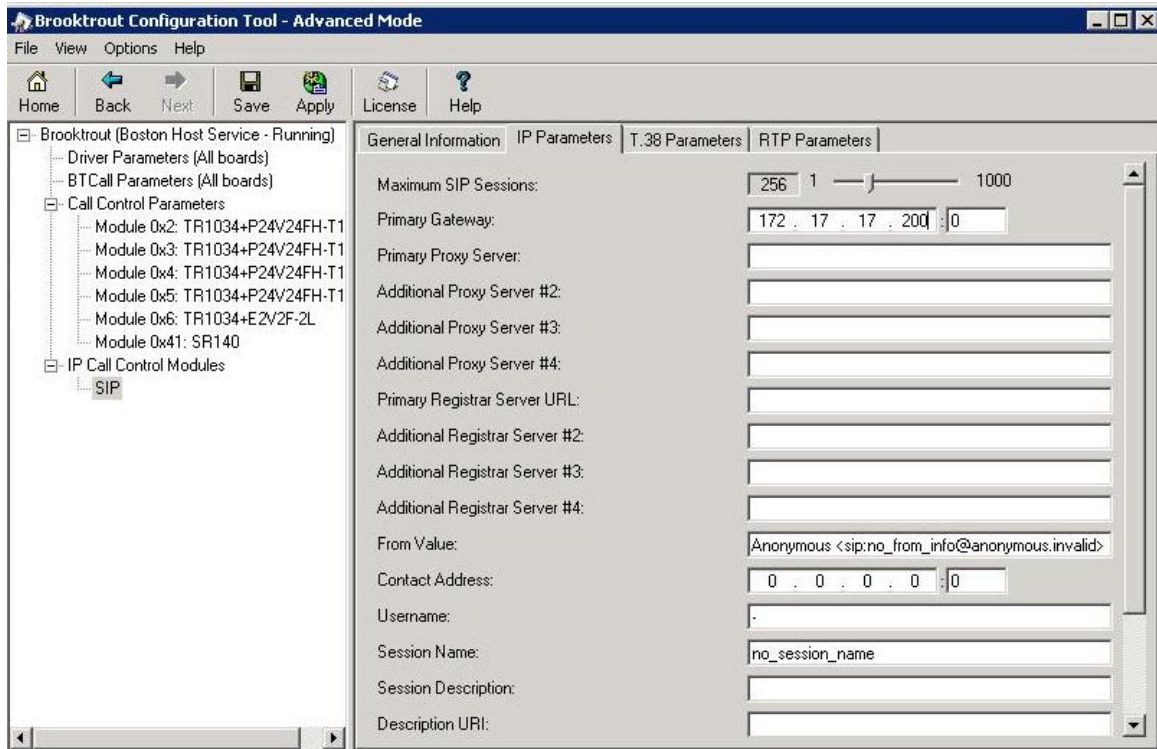 Brooktrout Configuration Tool - Advanced Mode
File View Options Help
Home Back Next Save Apply License Help
Brooktrout (Boston Host Service - Running)
Driver Parameters (All boards)
BTCall Parameters (All boards)
Call Control Parameters
Module 0x2: TR1034+P24V24FH-T1
Module 0x3: TR1034+P24V24FH-T1
Module 0x4: TR1034+P24V24FH-T1
Module 0x5: TR1034+P24V24FH-T1
Module 0x6: TR1034+E2V2F-2L
Module 0x41: SR140
IP Call Control Modules
SIP
General Information IP Parameters T.38 Parameters RTP Parameters
Maximum SIP Sessions: 256 1 1000
Primary Gateway: 172 . 17 . 17 . 200 :0
Primary Proxy Server:
Additional Proxy Server #2:
Additional Proxy Server #3:
Additional Proxy Server #4:
Primary Registrar Server URL:
Additional Registrar Server #2:
Additional Registrar Server #3:
Additional Registrar Server #4:
From Value: Anonymous <sip:no_from_info@anonymous.invalid>
Contact Address: 0 . 0 . 0 . 0 :0
Username: -
Session Name: no_session_name
Session Description:
Description URI: